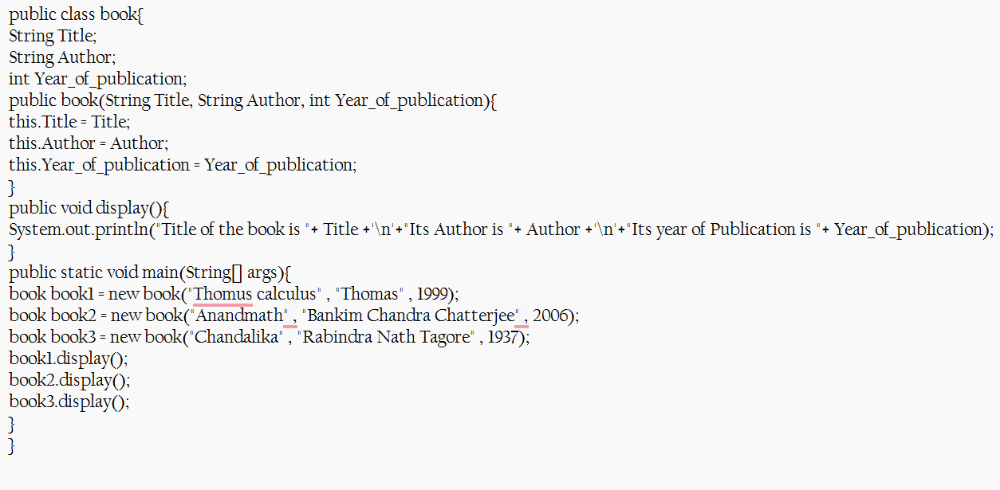 public class book{
String Title;
String Author;
int Year_of_publication;
public book(String Title, String Author, int Year_of_publication){
this.Title = Title;
this.Author = Author;
this.Year_of_publication = Year_of_publication;
}
public void display(){
System.out.println("Title of the book is "+ Title +'\n'+"Its Author is "+ Author +'\n'+"Its year of Publication is "+ Year_of_publication);
}
public static void main(String[] args){
book book1 = new book("Thomus calculus" , "Thomas" , 1999);
book book2 = new book("Anandmath" , "Bankim Chandra Chatterjee" , 2006);
book book3 = new book("Chandalika" , "Rabindra Nath Tagore" , 1937);
book1.display();
book2.display();
book3.display();
}
}